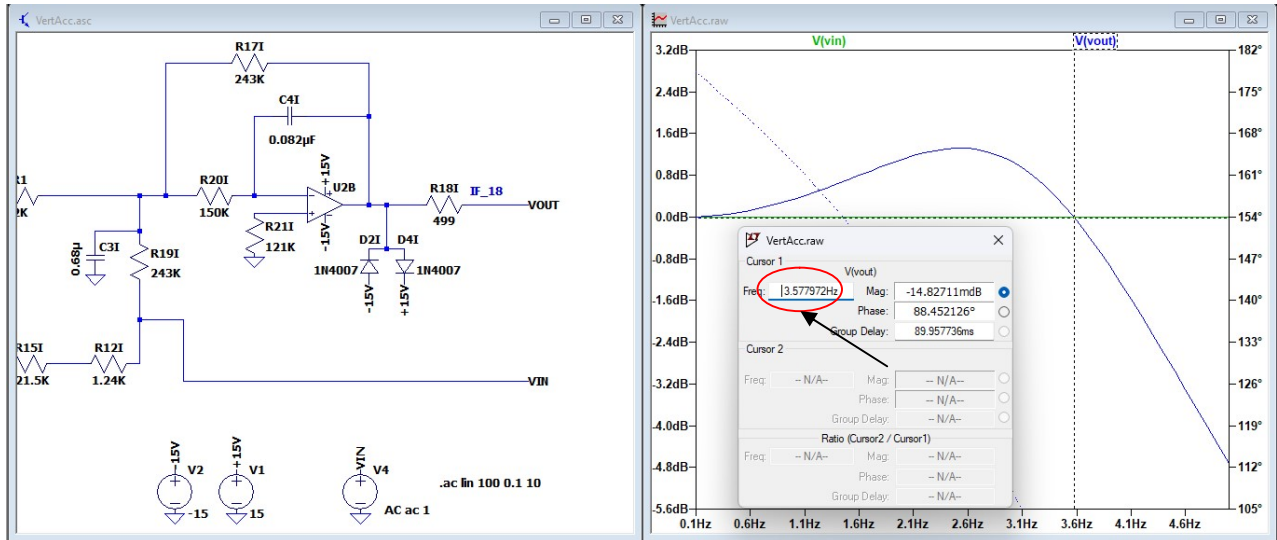 VertAcc.asc
R17I
243K
C4I
0.082µF
R1
2K
R20I
150K
+15V
U2B
-15V
R18I
499
IF_18
VOUT
0.68µ
C3I
R19I
243K
R21I
121K
D2I
D4I
1N4007
1N4007
-15V
+15V
R15I
21.5K
R12I
1.24K
VIN
-15V
V2
-15
+15V
V1
15
VIN
V4
AC ac 1
.ac lin 100 0.1 10
VertAcc.raw
V(vin)
V(vout)
3.2dB
2.4dB
1.6dB
0.8dB
0.0dB
-0.8dB
-1.6dB
-2.4dB
-3.2dB
-4.0dB
-4.8dB
-5.6dB
182°
175°
168°
161°
154°
147°
140°
133°
126°
119°
112°
105°
0.1Hz 0.6Hz 1.1Hz 1.6Hz 2.1Hz 2.6Hz 3.1Hz 3.6Hz 4.1Hz 4.6Hz
VertAcc.raw
Cursor 1
V(vout)
Freq: 3.577972Hz Mag: -14.82711mdB
Phase: 88.452126°
Group Delay: 89.957736ms
Cursor 2
Freq: -- N/A-- Mag: -- N/A--
Phase: -- N/A--
Group Delay: -- N/A--
Ratio (Cursor2 / Cursor1)
Freq: -- N/A-- Mag: -- N/A--
Phase: -- N/A--
Group Delay: -- N/A--